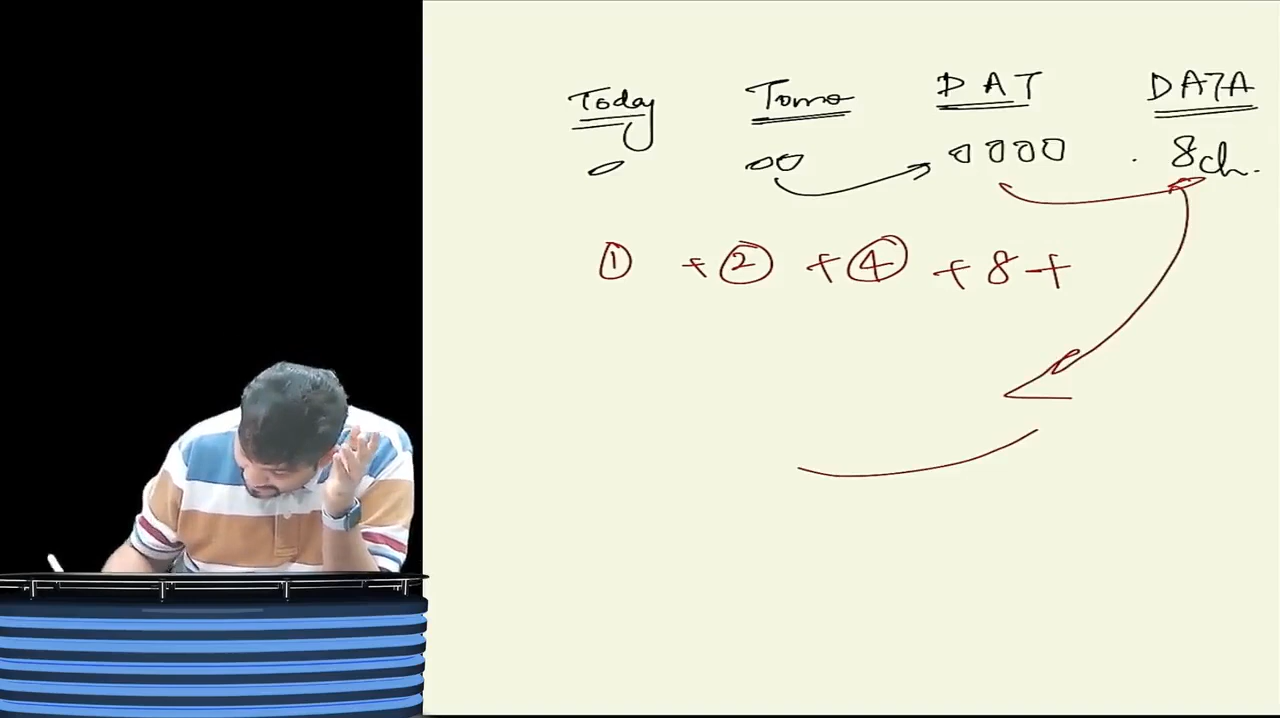 Today Tomo DAT DATA
0 00 0000 8ch.
1 + 2 + 4 + 8 +